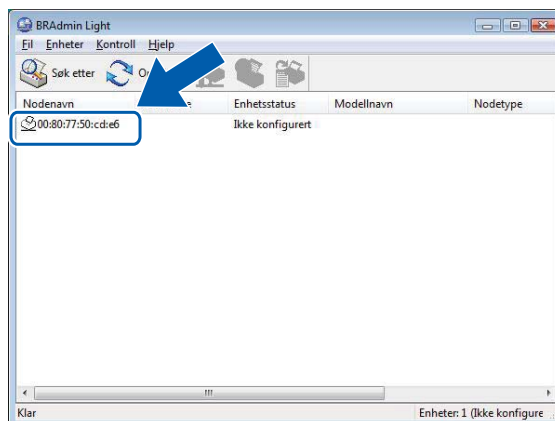 BRAdmin Light
Fil Enheter Kontroll Hjelp
Søk etter
Nodenavn Enhetsstatus Modellnavn Nodetype
00:80:77:50:cd:e6 Ikke konfigurert
Klar Enheter: 1 (Ikke konfigure